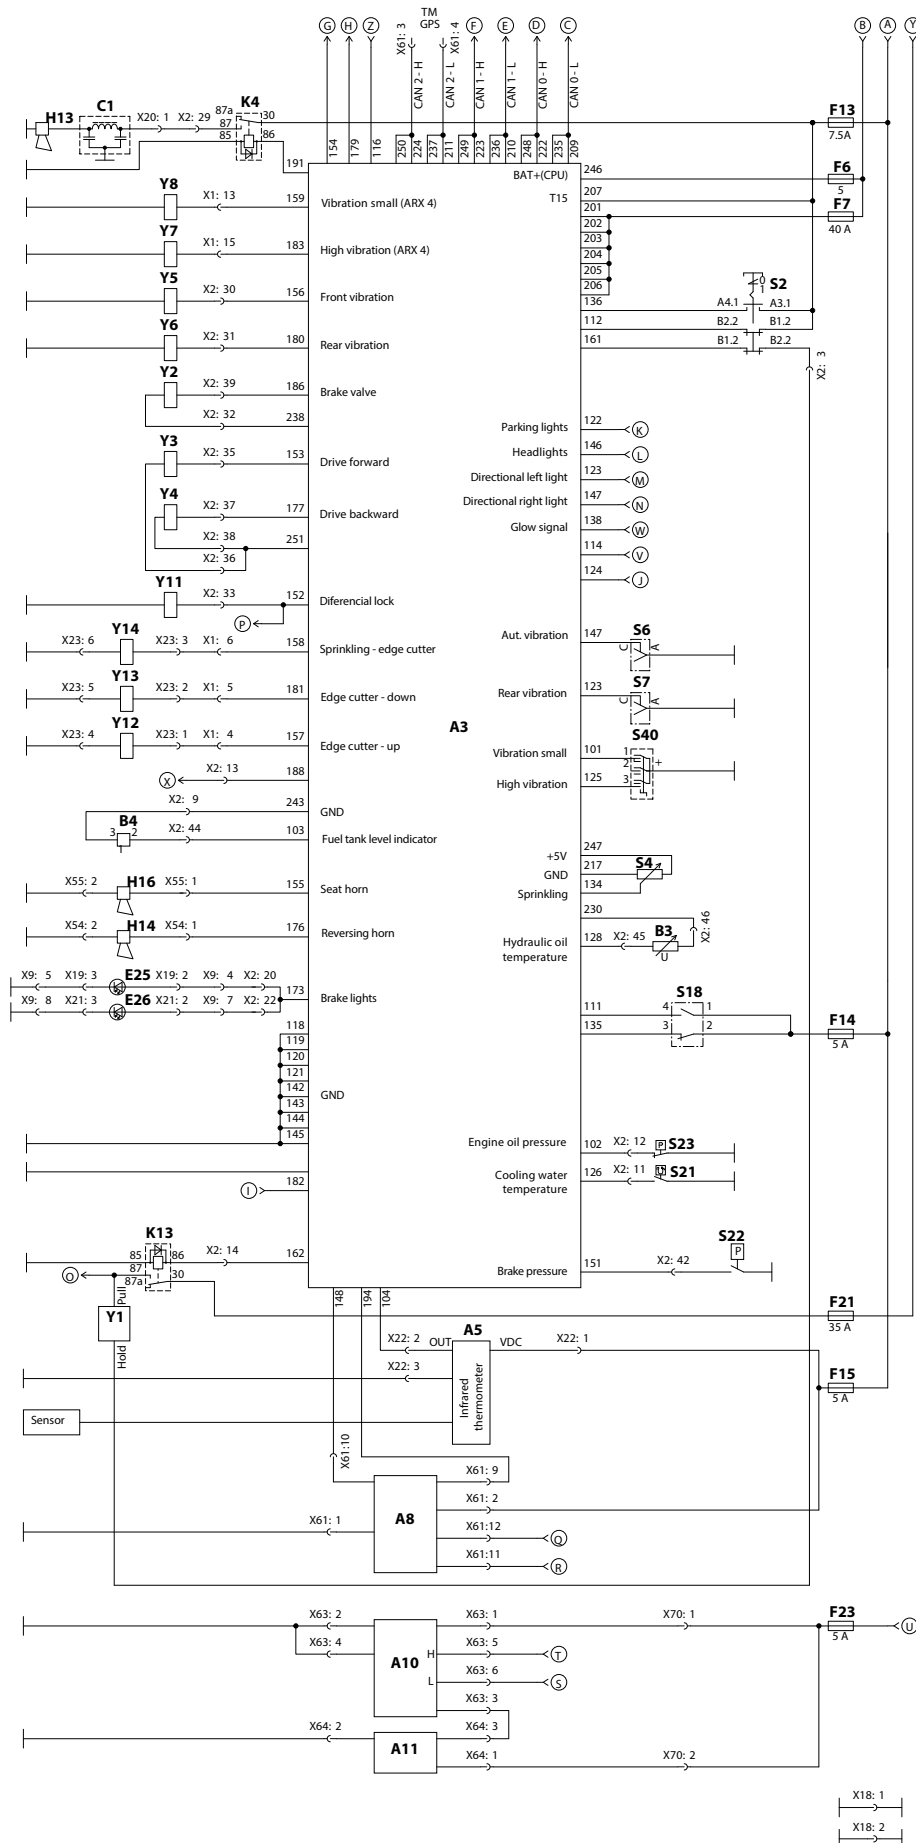 G H Z X61: 3 TM X61: 4 F E D C B A Y
GPS
CAN 2 - H CAN 2 - L CAN 1 - H CAN 1 - L CAN 0 - H CAN 0 - L
H13 C1 X20: 1 X2: 29 87a K4 30
87
85 86
154 179 116 250 224 237 211 249 223 236 210 248 222 235 209
F13
7.5A
191
BAT+(CPU) 246 F6
5
T15 207
201 F7
40 A
202
203
204
205
206
Y8 X1: 13 159 Vibration small (ARX 4)
Y7 X1: 15 183 High vibration (ARX 4)
Y5 X2: 30 156 Front vibration
136 A4.1 0 1 S2 A3.1
112 B2.2 B1.2
161 B1.2 B2.2
X2: 3
Y6 X2: 31 180 Rear vibration
Y2 X2: 39 186 Brake valve
X2: 32 238
Y3 X2: 35 153 Drive forward
Y4 X2: 37 177 Drive backward
X2: 38 251
X2: 36
Y11 X2: 33 152 Diferencial lock
P
Parking lights 122 K
Headlights 146 L
Directional left light 123 M
Directional right light 147 N
Glow signal 138 W
114 V
124 J
X23: 6 Y14 X23: 3 X1: 6 158 Sprinkling - edge cutter
X23: 5 Y13 X23: 2 X1: 5 181 Edge cutter - down
X23: 4 Y12 X23: 1 X1: 4 157 Edge cutter - up
A3
Aut. vibration 147 C S6 A
Rear vibration 123 C S7 A
S40
Vibration small 101 1 +
2
High vibration 125 3
X X2: 13 188
X2: 9 243 GND
B4
3 2 X2: 44 103 Fuel tank level indicator
+5V 247
GND 217 S4
Sprinkling 134
230
Hydraulic oil 128 X2: 45 B3 U X2: 46
temperature
X55: 2 H16 X55: 1 155 Seat horn
X54: 2 H14 X54: 1 176 Reversing horn
X9: 5 X19: 3 E25 X19: 2 X9: 4 X2: 20
173 Brake lights
X9: 8 X21: 3 E26 X21: 2 X9: 7 X2: 22
111 4 S18 1
135 3 2
F14
5 A
118
119
120
121
142 GND
143
144
145
Engine oil pressure 102 X2: 12 P S23
Cooling water 126 X2: 11 S21
temperature
I 182
K13
85 86 X2: 14 162
O 87
87a 30
Pull
Y1
Hold
Brake pressure 151 X2: 42 S22
P
148 194 104
F21
35 A
X22: 2 OUT A5 VDC X22: 1
X22: 3
Infrared
thermometer
F15
5 A
Sensor
X61:10
X61: 9
X61: 2
X61: 1 A8 X61:12 Q
X61:11 R
X63: 2 X63: 1 X70: 1 F23 U
5 A
X63: 4 A10 H X63: 5 T
L X63: 6 S
X63: 3
X64: 2 A11 X64: 3
X64: 1 X70: 2
X18: 1
X18: 2